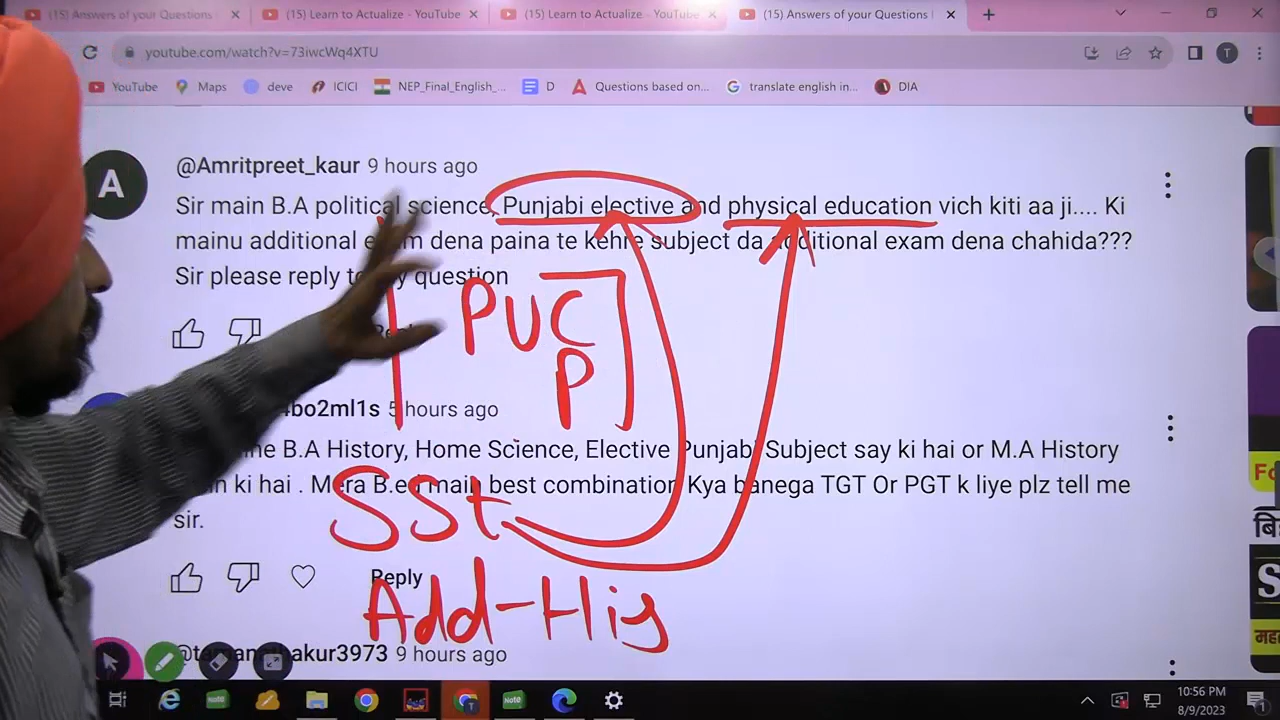 (15) Answers of your Questions
(15) Learn to Actualize - YouTube
(15) Learn to Actualize - YouTube
(15) Answers of your Questions
youtube.com/watch?v=73iwcWq4XTU
T
YouTube
Maps
deve
ICICI
NEP_Final_English_...
D
Questions based on...
translate english in...
DIA
A
@Amritpreet_kaur 9 hours ago
Sir main B.A political science, Punjabi elective and physical education vich kiti aa ji.... Ki
mainu additional exam dena paina te kehre subject da additional exam dena chahida???
Sir please reply to my question
PUC
P
4bo2ml1s 5 hours ago
B.A History, Home Science, Elective Punjabi Subject say ki hai or M.A History
ki hai . Mera B.ed main best combination Kya banega TGT Or PGT k liye plz tell me
sir.
SSt
Reply
Add-His
9 hours ago
10:56 PM
8/9/2023